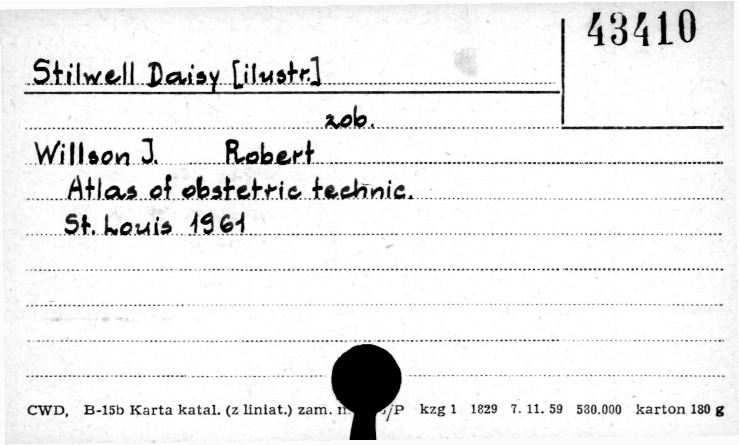 43410
Stilwell Daisy [ilustr.]
zob.
Willson J. Robert
Atlas of obstetric technic.
St. Louis 1961
CWD, B-15b Karta katal. (z liniat.) zam. /P kzg 1 1829 7. 11. 59 580.000 karton 180 g